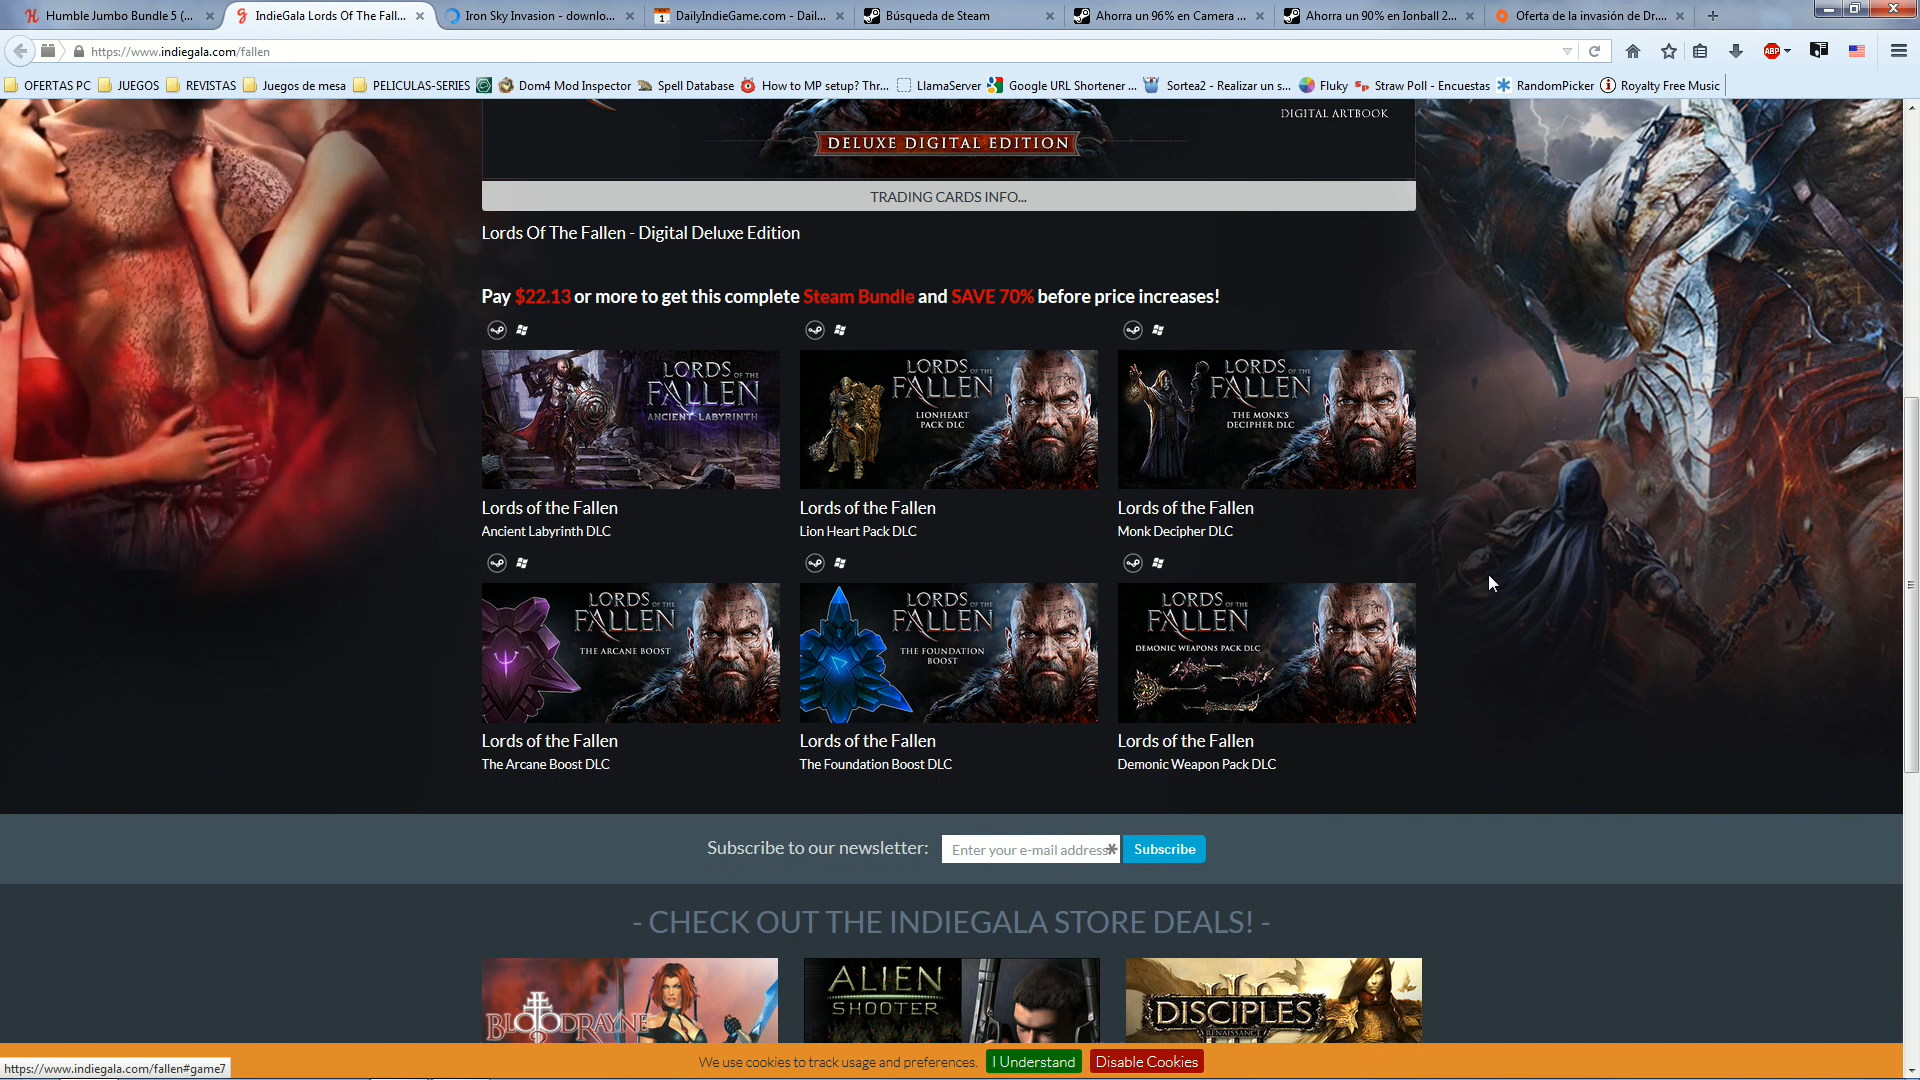 Humble Jumbo Bundle 5 (...
IndieGala Lords Of The Fall...
Iron Sky Invasion - downlo...
DailyIndieGame.com - Dail...
Búsqueda de Steam
Ahorra un 96% en Camera ...
Ahorra un 90% en Ionball 2...
Oferta de la invasión de Dr....
https://www.indiegala.com/fallen
ABP
OFERTAS PC
JUEGOS
REVISTAS
Juegos de mesa
PELICULAS-SERIES
Dom4 Mod Inspector
Spell Database
How to MP setup? Thr...
LlamaServer
Google URL Shortener ...
Sortea2 - Realizar un s...
Fluky
Straw Poll - Encuestas
RandomPicker
Royalty Free Music
DIGITAL ARTBOOK
DELUXE DIGITAL EDITION
TRADING CARDS INFO...
Lords Of The Fallen - Digital Deluxe Edition
Pay $22.13 or more to get this complete Steam Bundle and SAVE 70% before price increases!
LORDS OF THE FALLEN
ANCIENT LABYRINTH
LORDS OF THE FALLEN
LIONHEART
PACK DLC
LORDS OF THE FALLEN
THE MONK'S
DECIPHER DLC
Lords of the Fallen
Ancient Labyrinth DLC
Lords of the Fallen
Lion Heart Pack DLC
Lords of the Fallen
Monk Decipher DLC
LORDS OF THE FALLEN
THE ARCANE BOOST
LORDS OF THE FALLEN
THE FOUNDATION
BOOST
LORDS OF THE FALLEN
DEMONIC WEAPONS PACK DLC
Lords of the Fallen
The Arcane Boost DLC
Lords of the Fallen
The Foundation Boost DLC
Lords of the Fallen
Demonic Weapon Pack DLC
Subscribe to our newsletter:
Enter your e-mail address
Subscribe
- CHECK OUT THE INDIEGALA STORE DEALS! -
BLOODRAYNE
ALIEN
SHOOTER
DISCIPLES III
RENAISSANCE
We use cookies to track usage and preferences.
I Understand
Disable Cookies
https://www.indiegala.com/fallen#game7